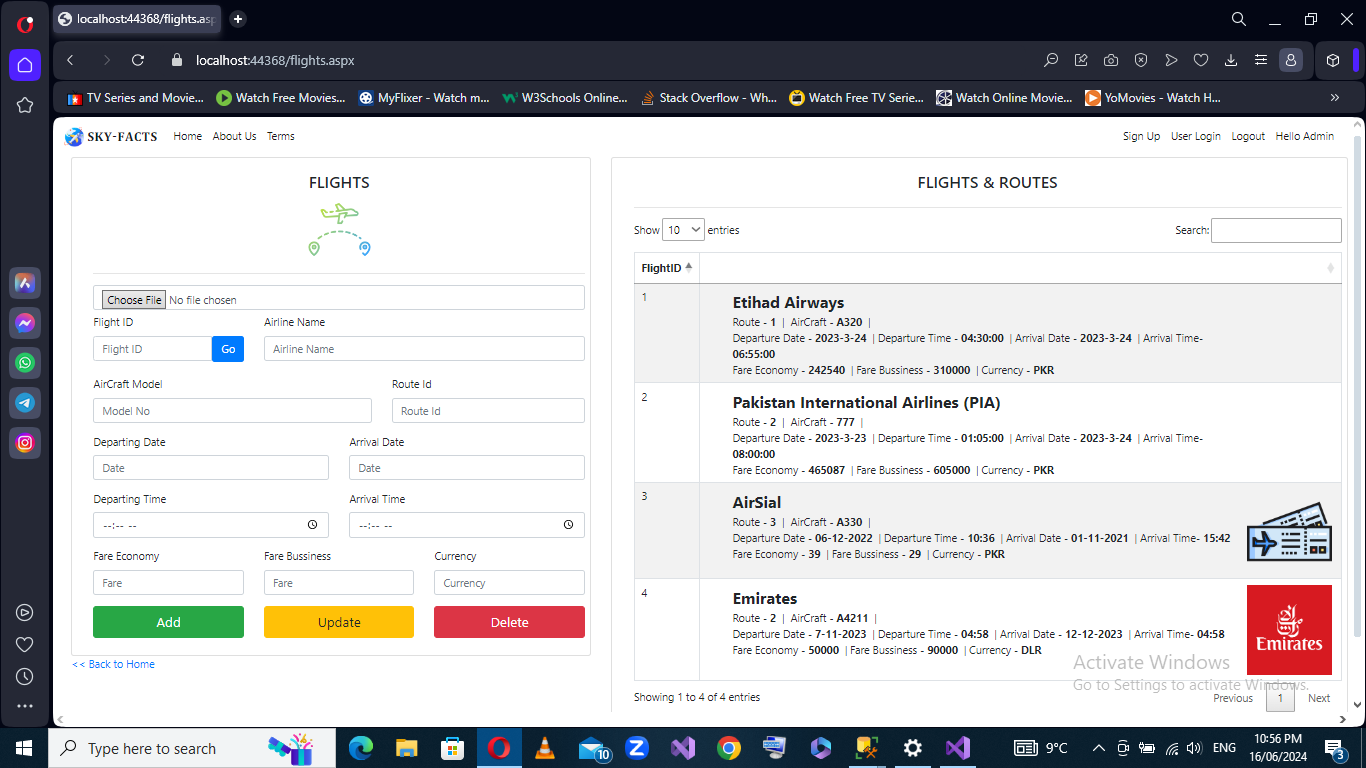 localhost:44368/flights.asp
localhost:44368/flights.aspx
TV Series and Movie...
Watch Free Movies...
MyFlixer - Watch m...
W3Schools Online...
Stack Overflow - Wh...
Watch Free TV Serie...
Watch Online Movie...
YoMovies - Watch H...
SKY-FACTS Home About Us Terms
Sign Up User Login Logout Hello Admin
FLIGHTS
Choose File No file chosen
Flight ID Airline Name
Flight ID Go Airline Name
AirCraft Model Route Id
Model No Route Id
Departing Date Arrival Date
Date Date
Departing Time Arrival Time
--:-- -- --:-- --
Fare Economy Fare Bussiness Currency
Fare Fare Currency
Add Update Delete
<< Back to Home
FLIGHTS & ROUTES
Show 10 entries Search:
FlightID
1
Etihad Airways
Route - 1 | AirCraft - A320 |
Departure Date - 2023-3-24 | Departure Time - 04:30:00 | Arrival Date - 2023-3-24 | Arrival Time-
06:55:00
Fare Economy - 242540 | Fare Bussiness - 310000 | Currency - PKR
2
Pakistan International Airlines (PIA)
Route - 2 | AirCraft - 777 |
Departure Date - 2023-3-23 | Departure Time - 01:05:00 | Arrival Date - 2023-3-24 | Arrival Time-
08:00:00
Fare Economy - 465087 | Fare Bussiness - 605000 | Currency - PKR
3
AirSial
Route - 3 | AirCraft - A330 |
Departure Date - 06-12-2022 | Departure Time - 10:36 | Arrival Date - 01-11-2021 | Arrival Time- 15:42
Fare Economy - 39 | Fare Bussiness - 29 | Currency - PKR
4
Emirates
Route - 2 | AirCraft - A4211 |
Departure Date - 7-11-2023 | Departure Time - 04:58 | Arrival Date - 12-12-2023 | Arrival Time- 04:58
Fare Economy - 50000 | Fare Bussiness - 90000 | Currency - DLR
Emirates
Activate Windows
Go to Settings to activate Windows.
Showing 1 to 4 of 4 entries
Previous 1 Next
Type here to search
10
9°C
ENG
10:56 PM
16/06/2024
3